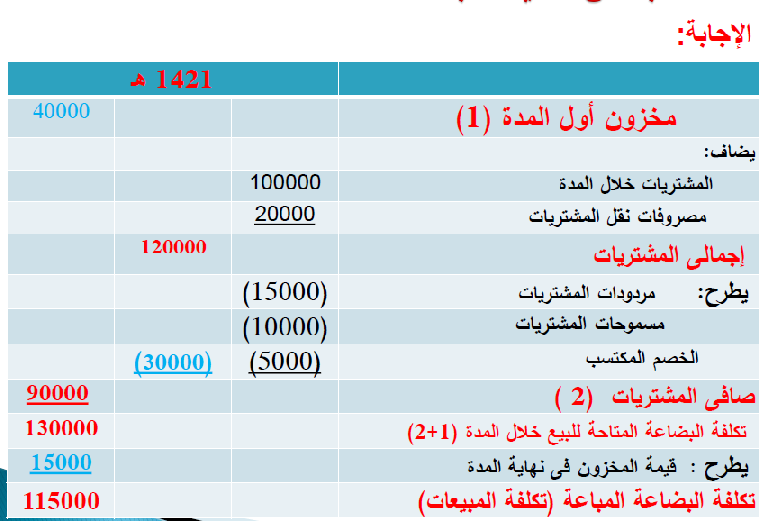 الإجابة:
1421 هـ
مخزون أول المدة (1) 40000
يضاف:
المشتريات خلال المدة 100000
مصروفات نقل المشتريات 20000
إجمالى المشتريات 120000
يطرح: مردودات المشتريات (15000)
مسموحات المشتريات (10000)
الخصم المكتسب (5000) (30000)
صافى المشتريات (2 ) 90000
تكلفة البضاعة المتاحة للبيع خلال المدة (1+2) 130000
يطرح : قيمة المخزون فى نهاية المدة 15000
تكلفة البضاعة المباعة (تكلفة المبيعات) 115000